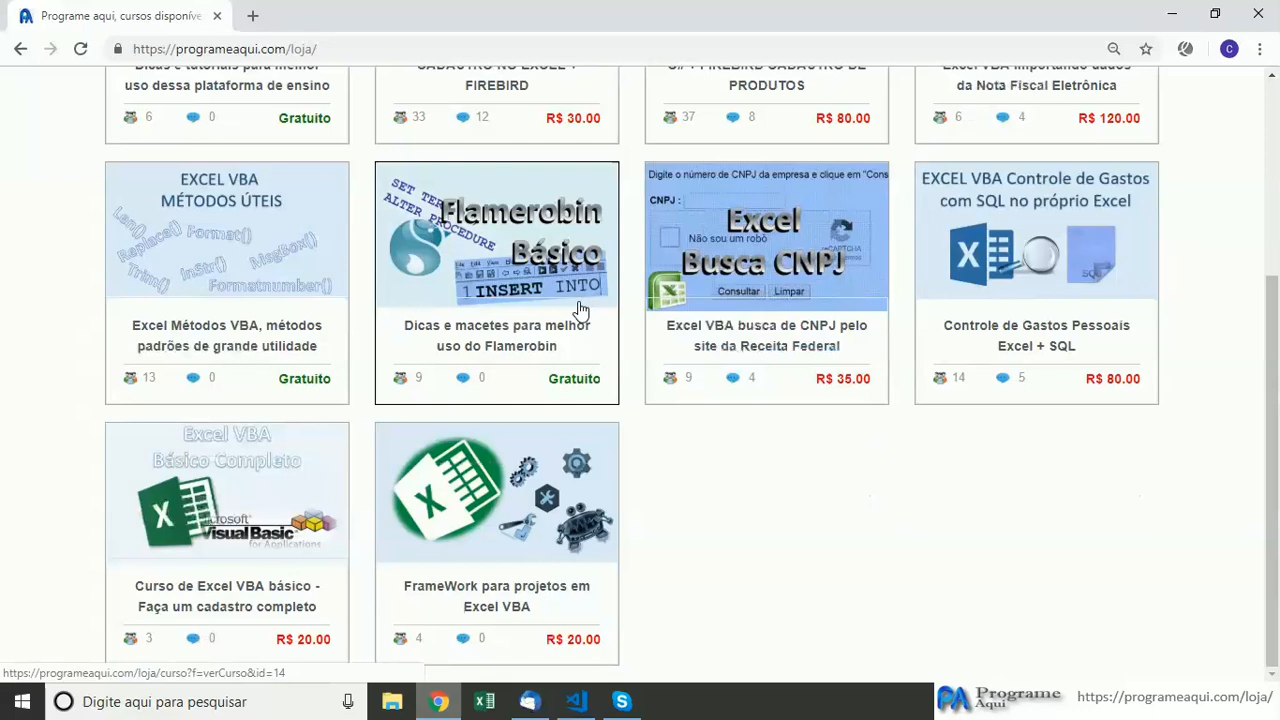 Programe aqui, cursos disponíve
https://programeaqui.com/loja/
C
Dicas e tutoriais para melhor
uso dessa plataforma de ensino
6 0 Gratuito
CADASTRO NO EXCEL +
FIREBIRD
33 12 R$ 30.00
C# + FIREBIRD CADASTRO DE
PRODUTOS
37 8 R$ 80.00
Excel VBA importando dados
da Nota Fiscal Eletrônica
6 4 R$ 120.00
EXCEL VBA
MÉTODOS ÚTEIS
Len()
Replace()
Format()
Trim()
InStr()
MsgBox()
Formatnumber()
Excel Métodos VBA, métodos
padrões de grande utilidade
13 0 Gratuito
SET TER
ALTER PROCEDURE
Flamerobin
Básico
1 INSERT INTO
Dicas e macetes para melhor
uso do Flamerobin
9 0 Gratuito
Digite o número de CNPJ da empresa e clique em "Cons
CNPJ :
Não sou um robô
reCAPTCHA
Excel
Busca CNPJ
Consultar Limpar
Excel VBA busca de CNPJ pelo
site da Receita Federal
9 4 R$ 35.00
EXCEL VBA Controle de Gastos
com SQL no próprio Excel
SQL
Controle de Gastos Pessoais
Excel + SQL
14 5 R$ 80.00
Excel VBA
Básico Completo
Microsoft
Visual Basic
for Applications
Curso de Excel VBA básico -
Faça um cadastro completo
3 0 R$ 20.00
FrameWork para projetos em
Excel VBA
4 0 R$ 20.00
https://programeaqui.com/loja/curso?f=verCurso&id=14
Digite aqui para pesquisar
PA Programe
Aqui
https://programeaqui.com/loja/